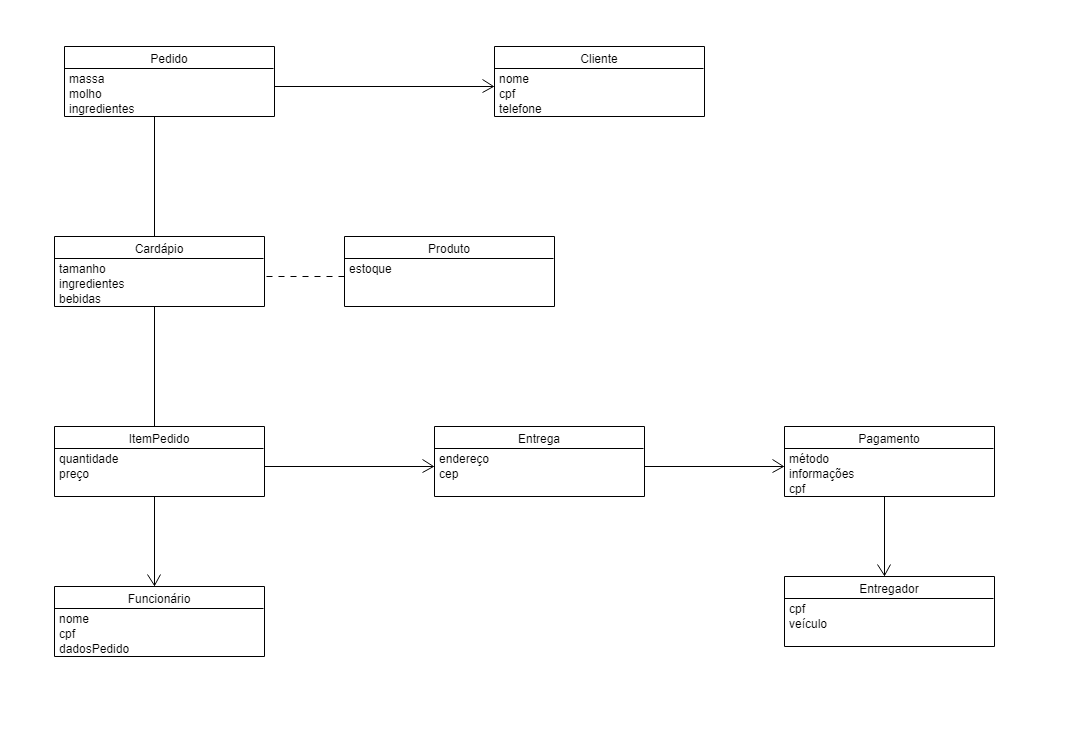 Pedido
massa
molho
ingredientes
Cliente
nome
cpf
telefone
Cardápio
tamanho
ingredientes
bebidas
Produto
estoque
ItemPedido
quantidade
preço
Entrega
endereço
cep
Pagamento
método
informações
cpf
Funcionário
nome
cpf
dadosPedido
Entregador
cpf
veículo